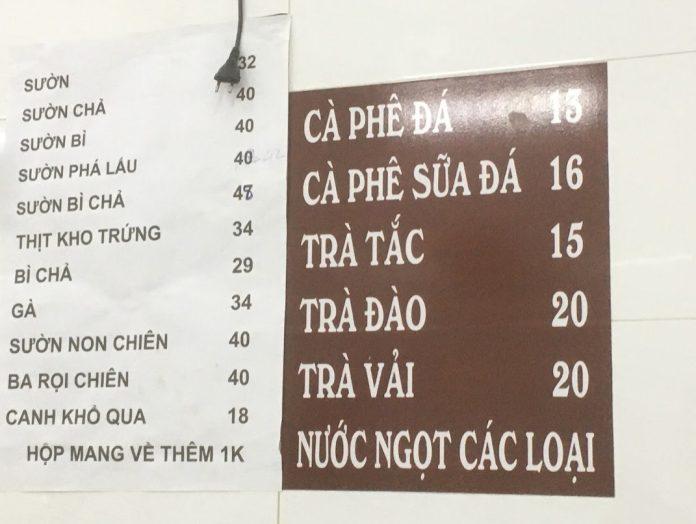 SƯỜN 32
SƯỜN CHẢ 40
SƯỜN BÌ 40
SƯỜN PHÁ LẤU 40
SƯỜN BÌ CHẢ 48
THỊT KHO TRỨNG 34
BÌ CHẢ 29
GÀ 34
SƯỜN NON CHIÊN 40
BA RỌI CHIÊN 40
CANH KHỔ QUA 18
HỘP MANG VỀ THÊM 1K
CÀ PHÊ ĐÁ
CÀ PHÊ SỮA ĐÁ 16
TRÀ TẮC 15
TRÀ ĐÀO 20
TRÀ VẢI 20
NƯỚC NGỌT CÁC LOẠI